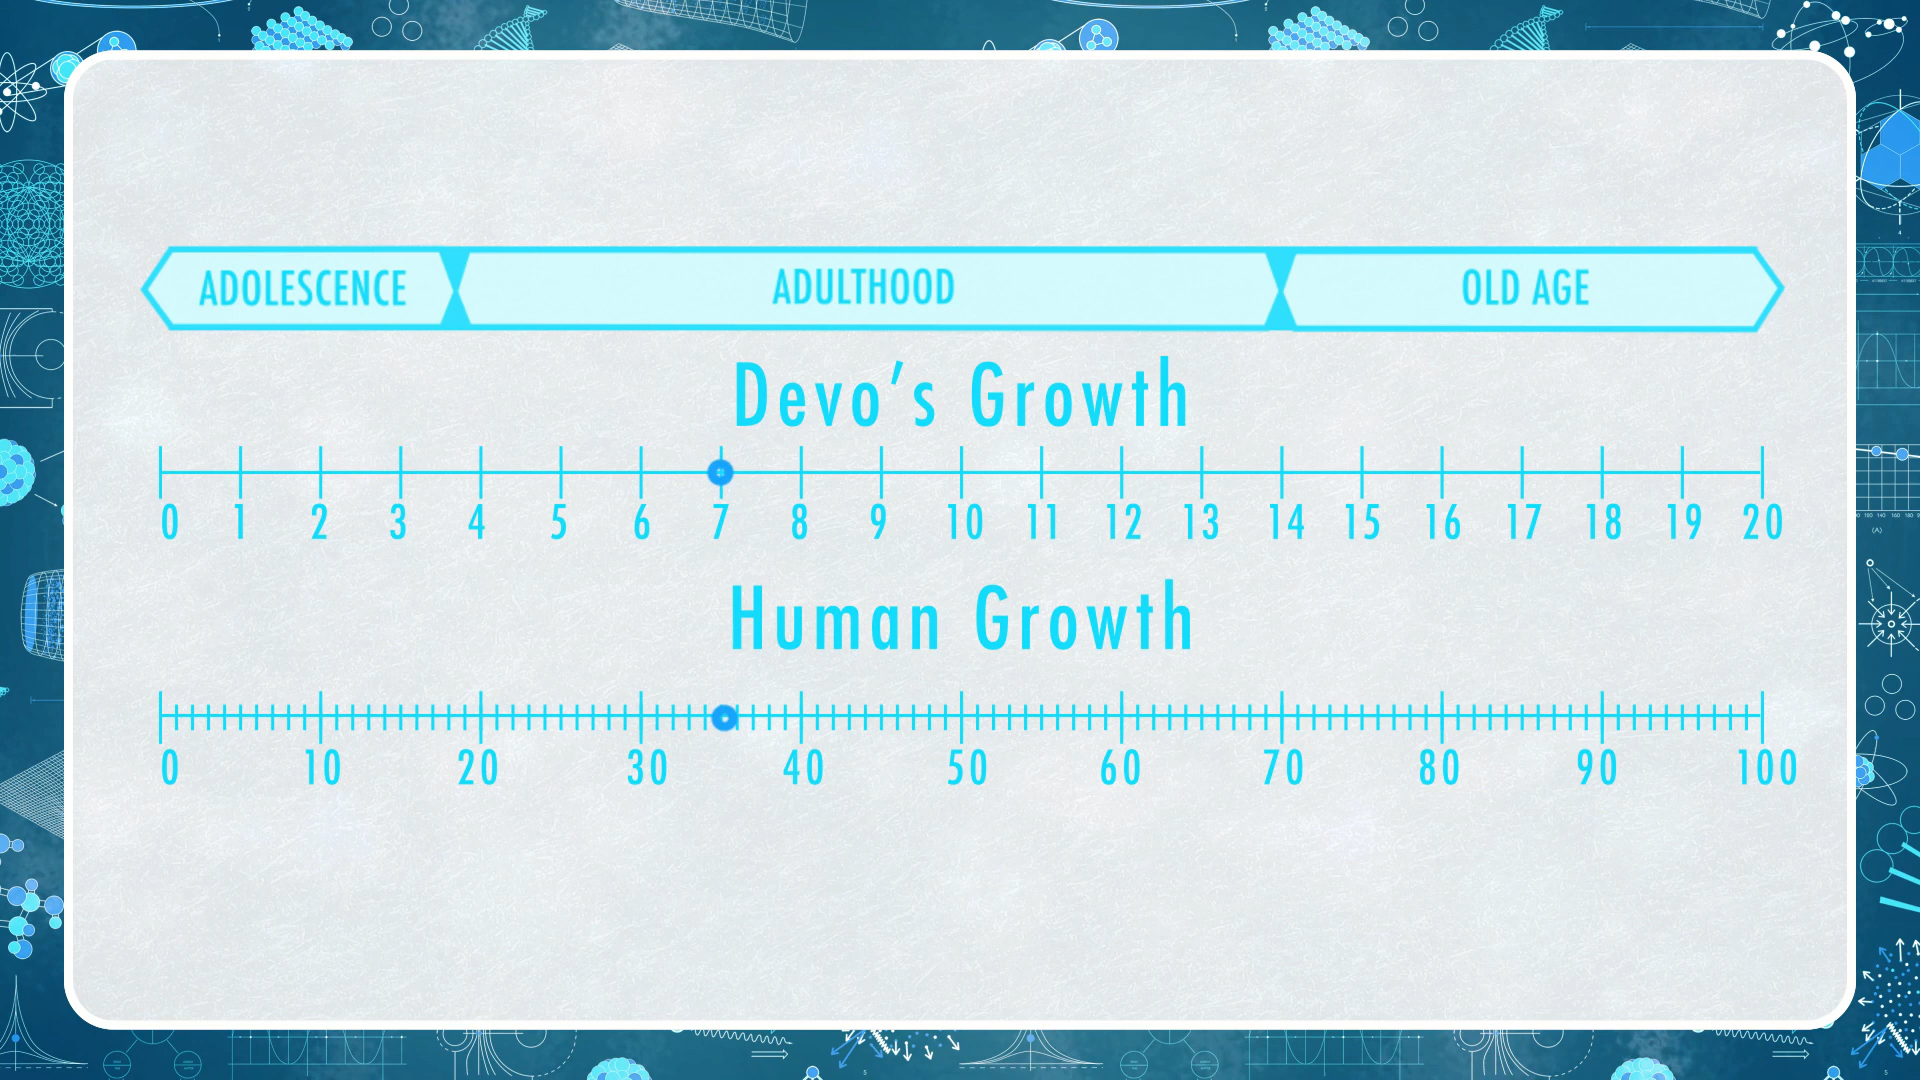 ADOLESCENCE ADULTHOOD OLD AGE
Devo's Growth
0 1 2 3 4 5 6 7 8 9 10 11 12 13 14 15 16 17 18 19 20
Human Growth
0 10 20 30 40 50 60 70 80 90 100